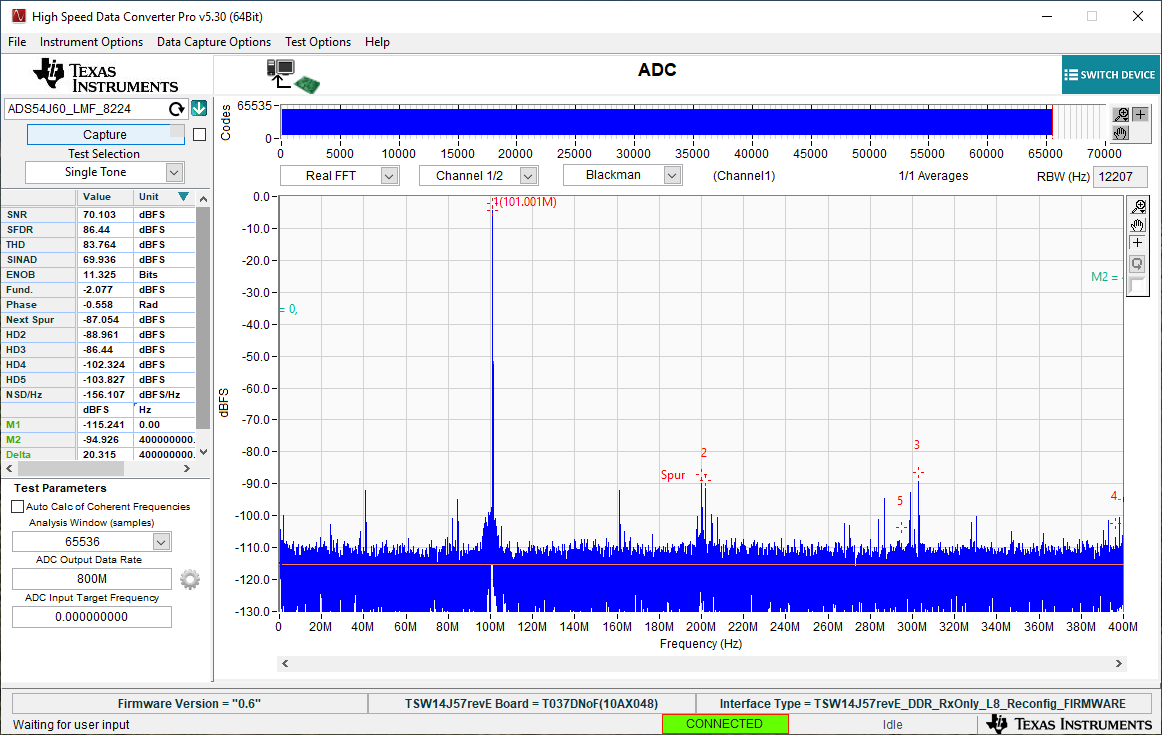 High Speed Data Converter Pro v5.30 (64Bit)
File Instrument Options Data Capture Options Test Options Help
TEXAS INSTRUMENTS
ADC
SWITCH DEVICE
ADS54J60_LMF_8224
Capture
Test Selection
Single Tone
Codes
65535
0
0 5000 10000 15000 20000 25000 30000 35000 40000 45000 50000 55000 60000 65000 70000
Real FFT Channel 1/2 Blackman (Channel1) 1/1 Averages RBW (Hz) 12207
Value Unit
SNR 70.103 dBFS
SFDR 86.44 dBFS
THD 83.764 dBFS
SINAD 69.936 dBFS
ENOB 11.325 Bits
Fund. -2.077 dBFS
Phase -0.558 Rad
Next Spur -87.054 dBFS
HD2 -88.961 dBFS
HD3 -86.44 dBFS
HD4 -102.324 dBFS
HD5 -103.827 dBFS
NSD/Hz -156.107 dBFS/Hz
dBFS Hz
M1 -115.241 0.00
M2 -94.926 400000000.
Delta 20.315 400000000.
Test Parameters
Auto Calc of Coherent Frequencies
Analysis Window (samples)
65536
ADC Output Data Rate
800M
ADC Input Target Frequency
0.000000000
dBFS
0.0
-10.0
-20.0
-30.0
-40.0
-50.0
-60.0
-70.0
-80.0
-90.0
-100.0
-110.0
-120.0
-130.0
1(101.001M)
M2 =
= 0,
2
Spur
3
5
4
0 20M 40M 60M 80M 100M 120M 140M 160M 180M 200M 220M 240M 260M 280M 300M 320M 340M 360M 380M 400M
Frequency (Hz)
Firmware Version = "0.6" TSW14J57revE Board = T037DNoF(10AX048) Interface Type = TSW14J57revE_DDR_RxOnly_L8_Reconfig_FIRMWARE
Waiting for user input CONNECTED Idle TEXAS INSTRUMENTS